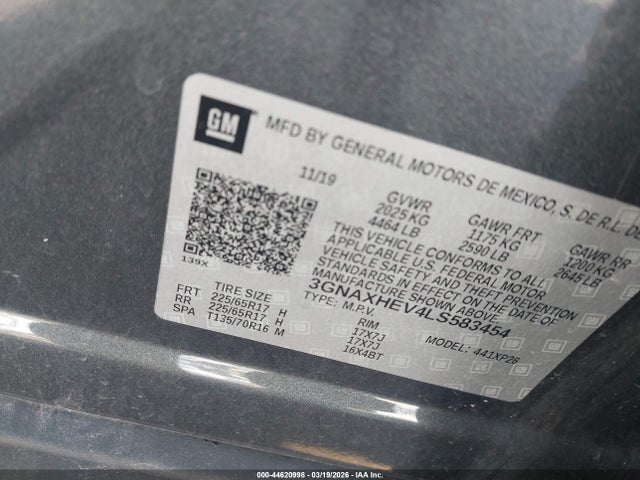 GM
MFD BY GENERAL MOTORS DE MEXICO, S. DE R.L. DE
11/19
GVWR GAWR FRT GAWR RR
2025 KG 1175 KG 1200 KG
4464 LB 2590 LB 2646 LB
THIS VEHICLE CONFORMS TO ALL
APPLICABLE U.S. FEDERAL MOTOR
VEHICLE SAFETY AND THEFT PREVENTION
STANDARDS IN EFFECT ON THE DATE OF
MANUFACTURE SHOWN ABOVE.
139X
3GNAXHEV4LS583454
TYPE: M.P.V. MODEL: 441XP26
TIRE SIZE RIM
FRT 225/65R17 H 17X7J
RR 225/65R17 H 17X7J
SPA T135/70R16 M 16X4BT
000-44620998 - 03/19/2026 - IAA Inc.